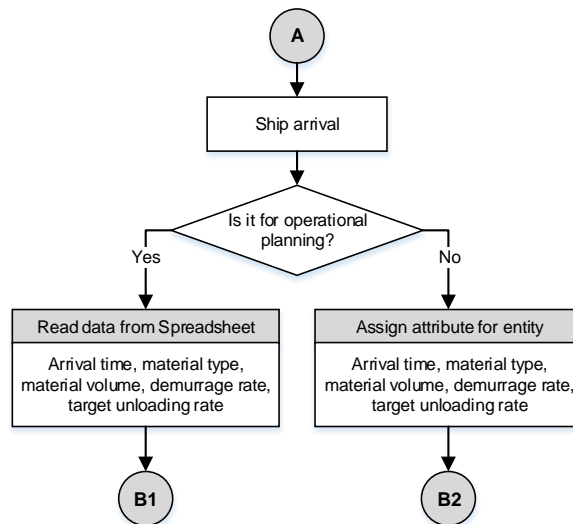 A
Ship arrival
Is it for operational
planning?
Yes
No
Read data from Spreadsheet
Arrival time, material type,
material volume, demurrage rate,
target unloading rate
Assign attribute for entity
Arrival time, material type,
material volume, demurrage rate,
target unloading rate
B1
B2